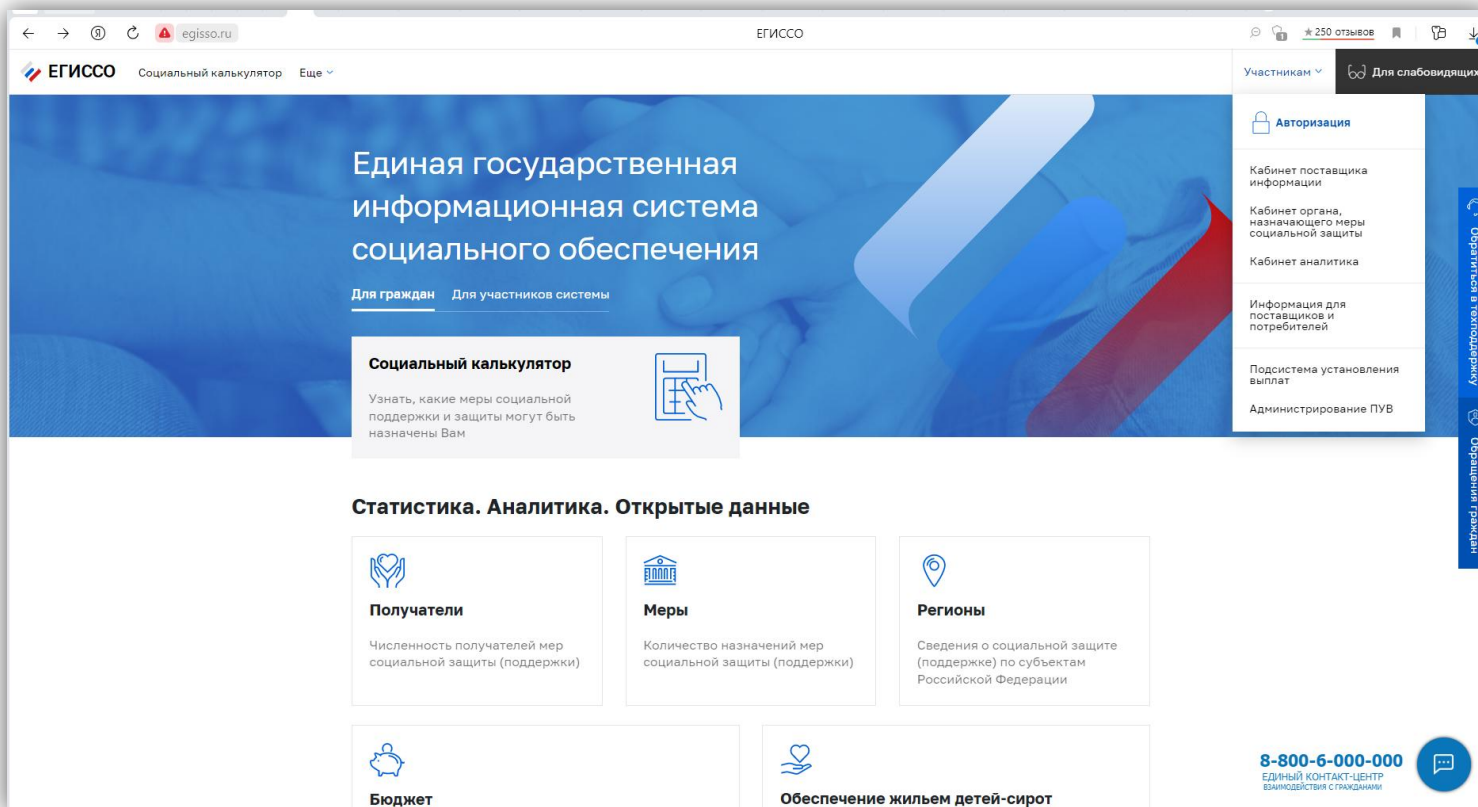 egisso.ru
ЕГИССО
1
★250 отзывов
ЕГИССО
Социальный калькулятор
Еще
Участникам
Для слабовидящих
Авторизация
Кабинет поставщика
информации
Кабинет органа,
назначающего меры
социальной защиты
Кабинет аналитика
Информация для
поставщиков и
потребителей
Подсистема установления
выплат
Администрирование ПУВ
Единая государственная
информационная система
социального обеспечения
Для граждан
Для участников системы
Социальный калькулятор
Узнать, какие меры социальной
поддержки и защиты могут быть
назначены Вам
Обратиться в техподдержку
Обращения граждан
Статистика. Аналитика. Открытые данные
Получатели
Численность получателей мер
социальной защиты (поддержки)
Меры
Количество назначений мер
социальной защиты (поддержки)
Регионы
Сведения о социальной защите
(поддержке) по субъектам
Российской Федерации
Бюджет
Обеспечение жильем детей-сирот
8-800-6-000-000
ЕДИНЫЙ КОНТАКТ-ЦЕНТР
ВЗАИМОДЕЙСТВИЯ С ГРАЖДАНАМИ